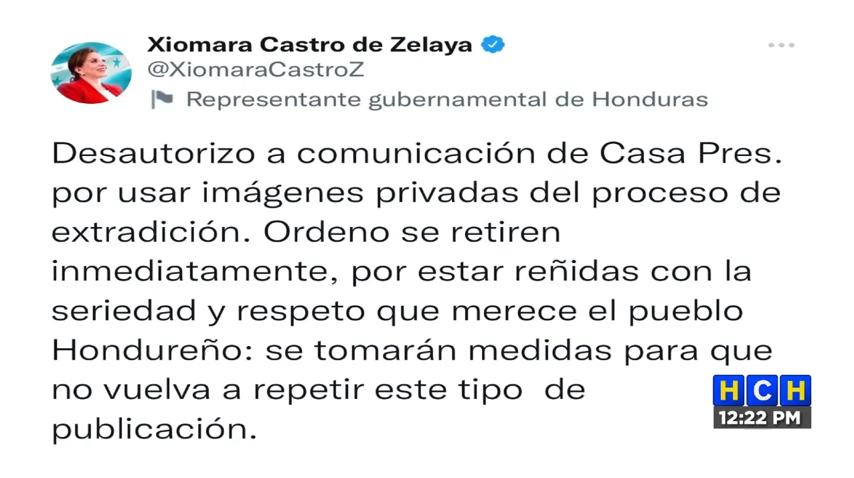 Xiomara Castro de Zelaya
@XiomaraCastroZ
Representante gubernamental de Honduras
Desautorizo a comunicación de Casa Pres.
por usar imágenes privadas del proceso de
extradición. Ordeno se retiren
inmediatamente, por estar reñidas con la
seriedad y respeto que merece el pueblo
Hondureño: se tomarán medidas para que
no vuelva a repetir este tipo  de
publicación.
HCH
12:22 PM